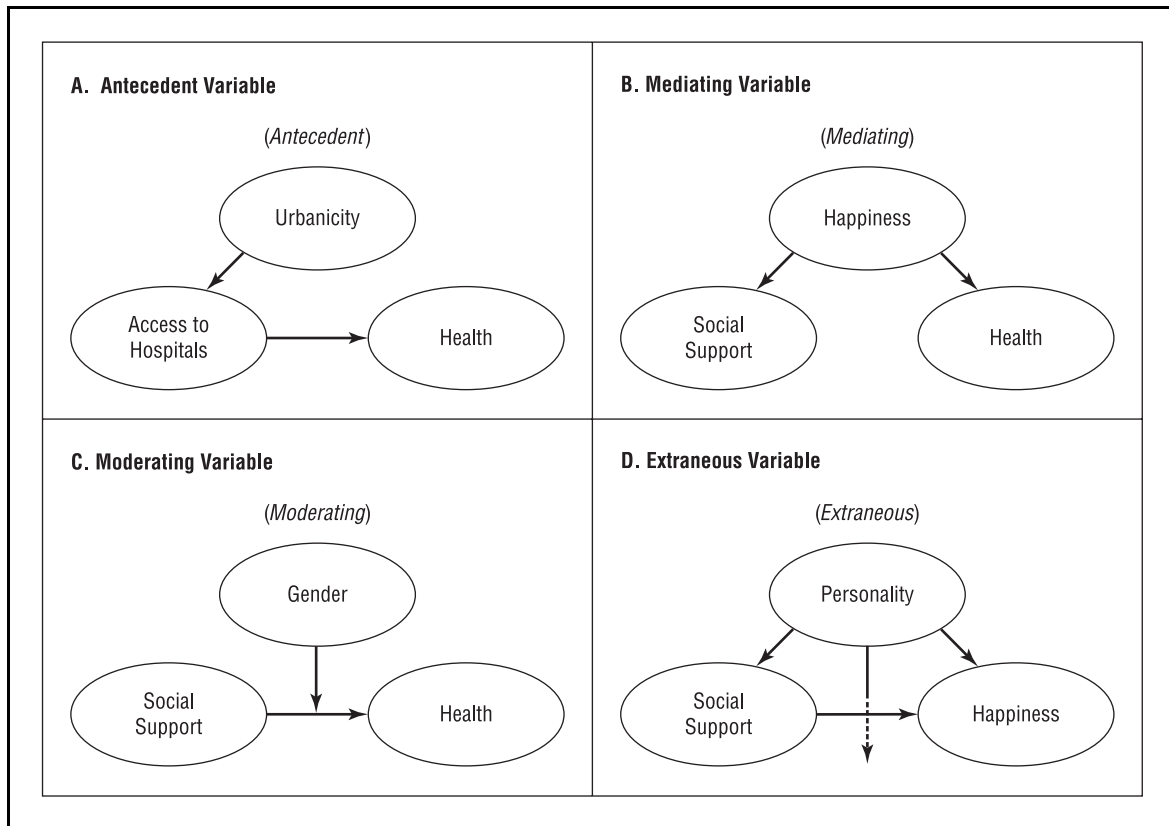 A. Antecedent Variable
(Antecedent)
Urbanicity
Access to
Hospitals
Health
B. Mediating Variable
(Mediating)
Happiness
Social
Support
Health
C. Moderating Variable
(Moderating)
Gender
Social
Support
Health
D. Extraneous Variable
(Extraneous)
Personality
Social
Support
Happiness